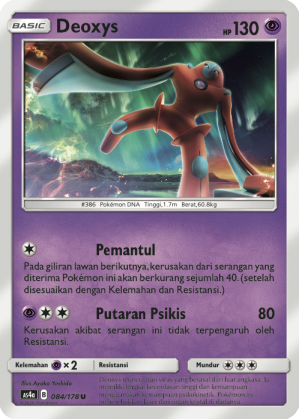 BASIC Deoxys HP 130
#386 Pokémon DNA Tinggi,1.7m Berat,60.8kg
Pemantul
Pada giliran lawan berikutnya,kerusakan dari serangan yang
diterima Pokémon ini akan berkurang sejumlah 40. (setelah
disesuaikan dengan Kelemahan dan Resistansi.)
Putaran Psikis 80
Kerusakan akibat serangan ini tidak terpengaruh oleh
Resistansi.
Kelemahan ×2 Resistansi Mundur
AS4a B 084/178 U